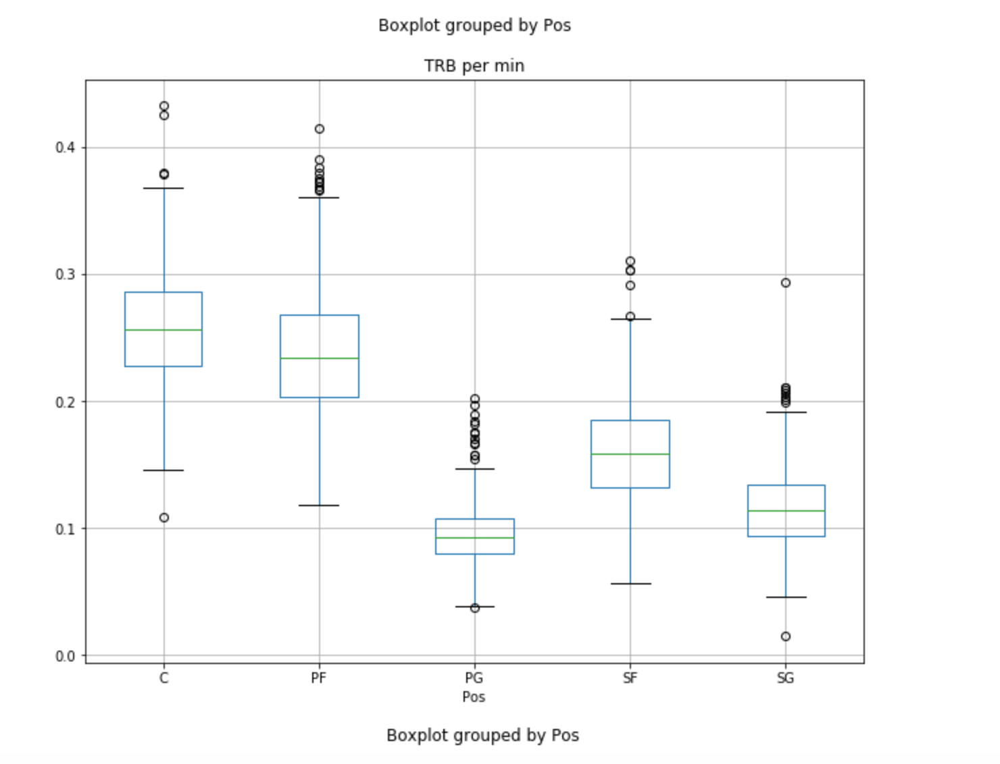 Boxplot grouped by Pos
TRB per min
0.4
0.3
0.2
0.1
0.0
C PF PG SF SG
Pos
Boxplot grouped by Pos